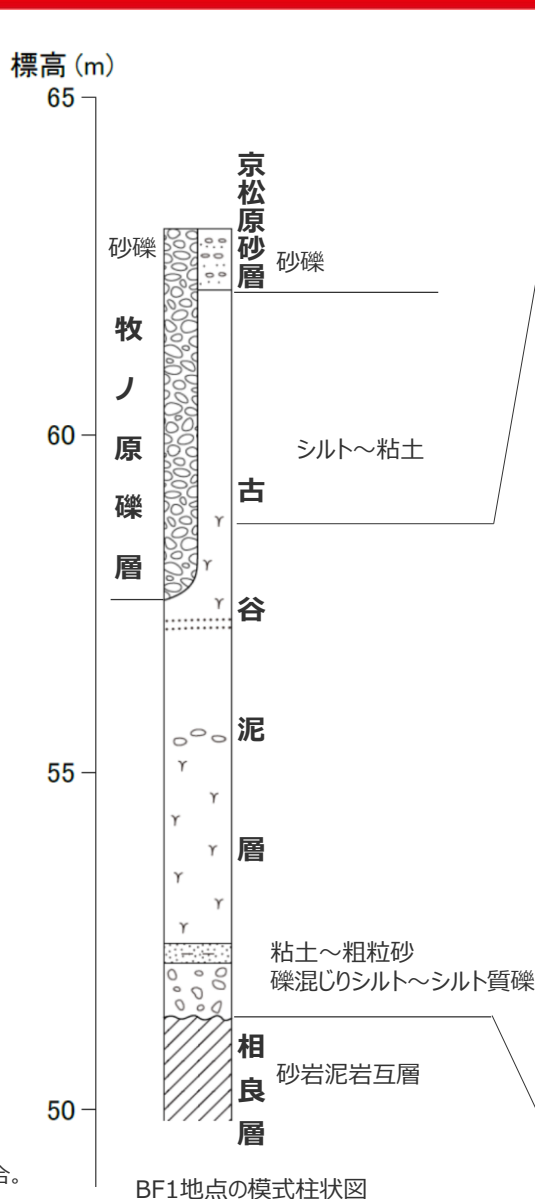 標高(m)
65
京松原砂層
砂礫
砂礫
牧ノ原礫層
60
シルト～粘土
古谷泥層
55
粘土～粗粒砂
礫混じりシルト～シルト質礫
相良層
砂岩泥岩互層
50
合。
BF1地点の模式柱状図